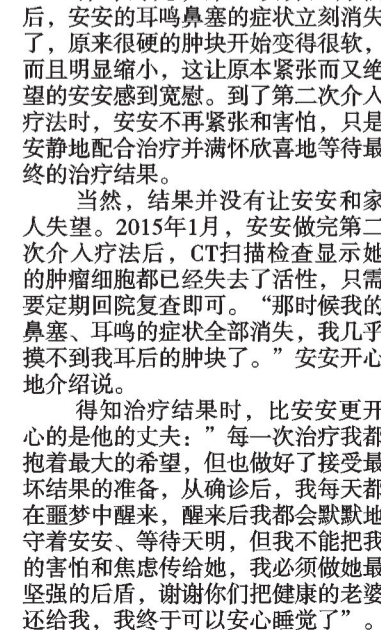 后，安安的耳鸣鼻塞的症状立刻消失
了，原来很硬的肿块开始变得很软，
而且明显缩小，这让原本紧张而又绝
望的安安感到宽慰。到了第二次介入
疗法时，安安不再紧张和害怕，只是
安静地配合治疗并满怀欣喜地等待最
终的治疗结果。
当然，结果并没有让安安和家
人失望。2015年1月，安安做完第二
次介入疗法后，CT扫描检查显示她
的肿瘤细胞都已经失去了活性，只需
要定期回院复查即可。“那时候我的
鼻塞、耳鸣的症状全部消失，我几乎
摸不到我耳后的肿块了。”安安开心
地介绍说。
得知治疗结果时，比安安更开
心的是他的丈夫：”每一次治疗我都
抱着最大的希望，但也做好了接受最
坏结果的准备，从确诊后，我每天都
在噩梦中醒来，醒来后我都会默默地
守着安安、等待天明，但我不能把我
的害怕和焦虑传给她，我必须做她最
坚强的后盾，谢谢你们把健康的老婆
还给我，我终于可以安心睡觉了”。